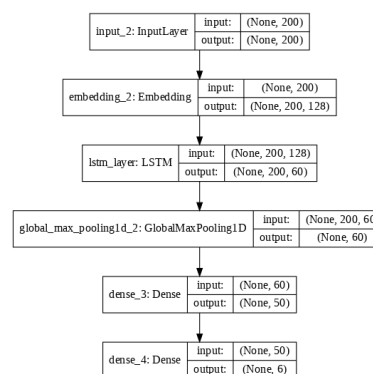 input_2: InputLayer input: (None, 200)
output: (None, 200)
embedding_2: Embedding input: (None, 200)
output: (None, 200, 128)
lstm_layer: LSTM input: (None, 200, 128)
output: (None, 200, 60)
global_max_pooling1d_2: GlobalMaxPooling1D input: (None, 200, 60
output: (None, 60)
dense_3: Dense input: (None, 60)
output: (None, 50)
dense_4: Dense input: (None, 50)
output: (None, 6)